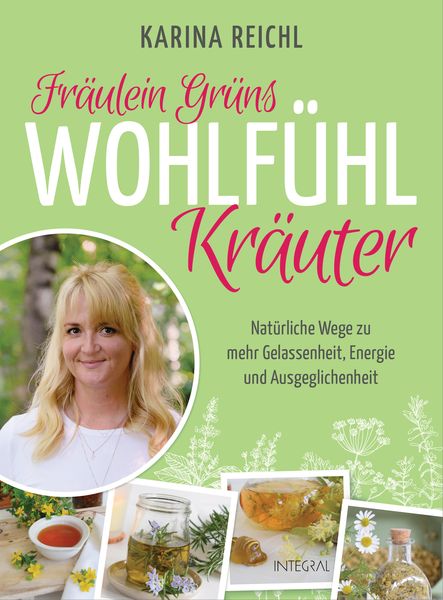 KARINA REICHL
Fräulein Grüns
WOHLFÜHL
Kräuter
Natürliche Wege zu
mehr Gelassenheit, Energie
und Ausgeglichenheit
INTEGRAL